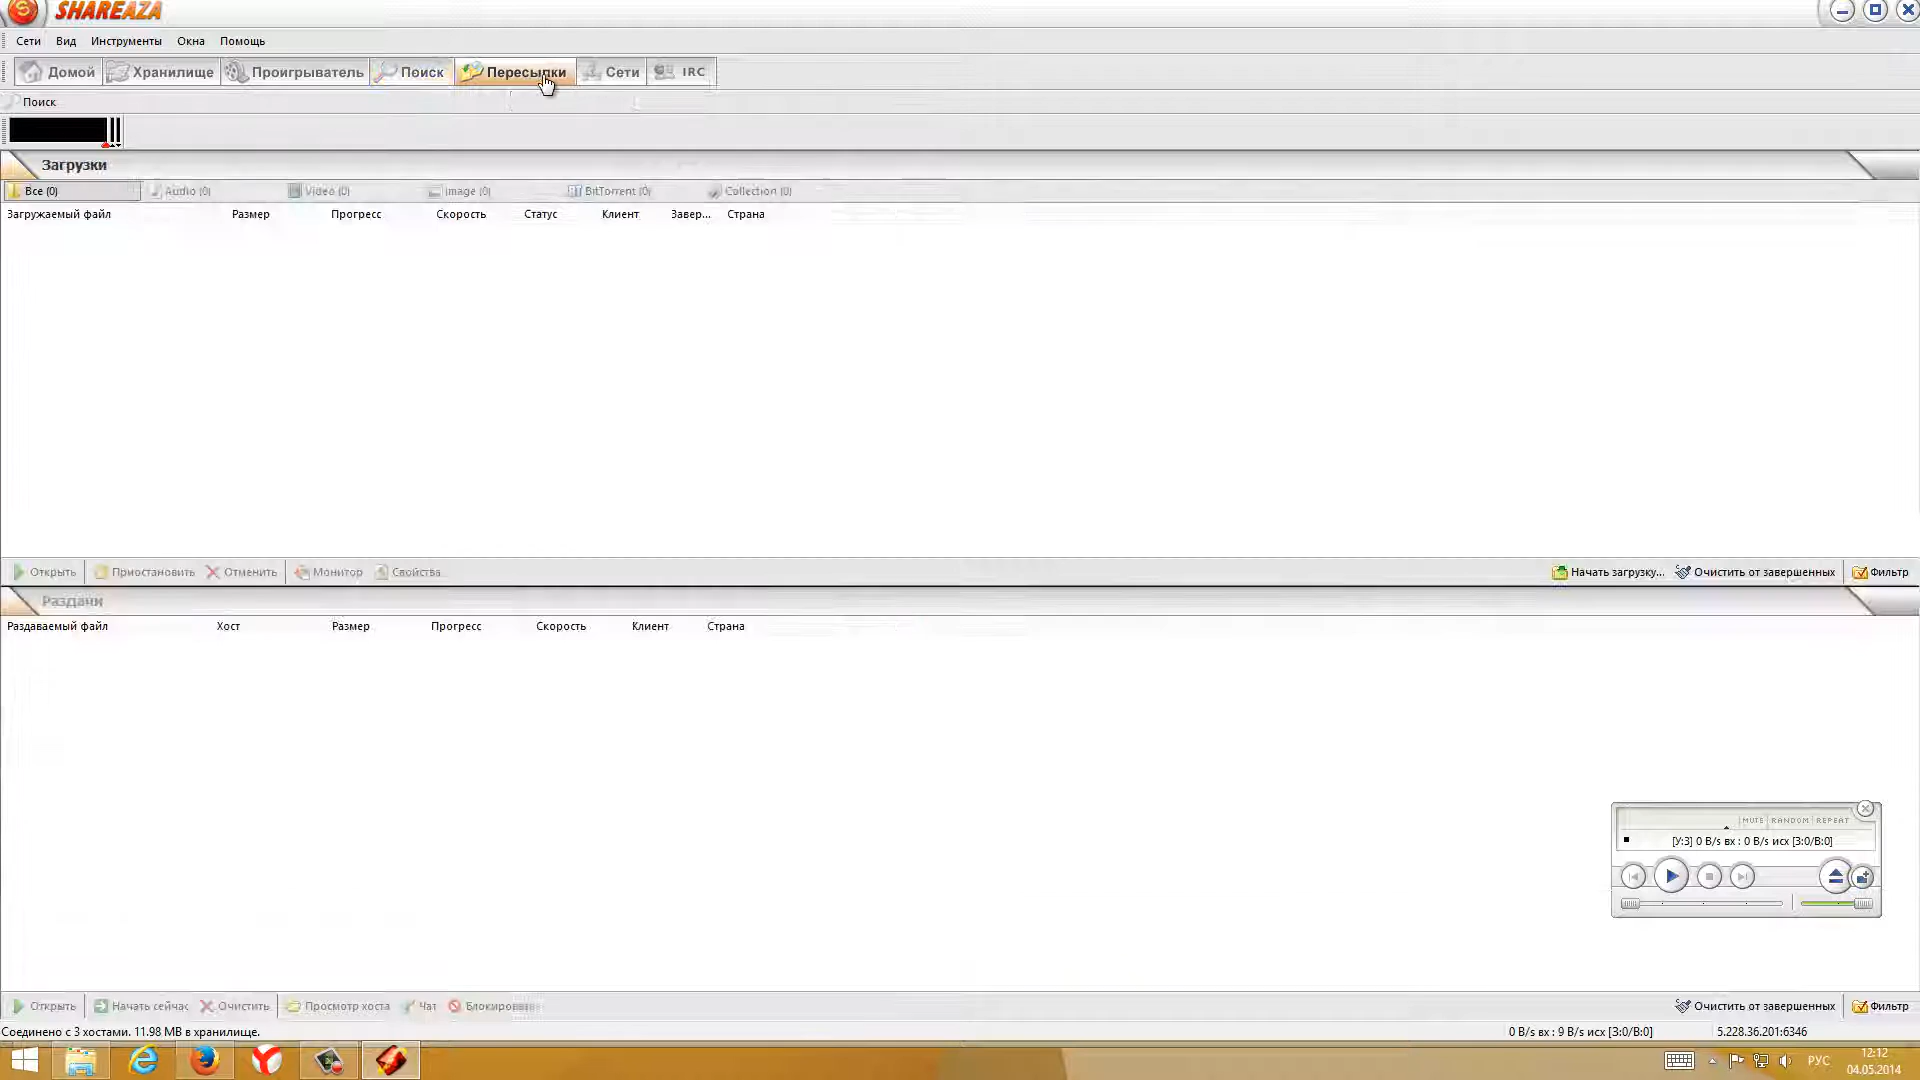 SHAREAZA
Сети Вид Инструменты Окна Помощь
Домой Хранилище Проигрыватель Поиск Пересылки Сети IRC
Поиск
Загрузки
Все (0) Audio (0) Video (0) Image (0) BitTorrent (0) Collection (0)
Загружаемый файл Размер Прогресс Скорость Статус Клиент Завер... Страна
Открыть Приостановить Отменить Монитор Свойства Начать загрузку... Очистить от завершенных Фильтр
Раздачи
Раздаваемый файл Хост Размер Прогресс Скорость Клиент Страна
MUTE RANDOM REPEAT
[У:3] 0 B/s вх : 0 B/s исх [3:0/В:0]
Открыть Начать сейчас Очистить Просмотр хоста Чат Очистить от завершенных Фильтр
Соединено с 3 хостами. 11.98 MB в хранилище. 0 B/s вх : 9 B/s исх [3:0/В:0] 5.228.36.201:6346
РУС 12:12
04.05.2014